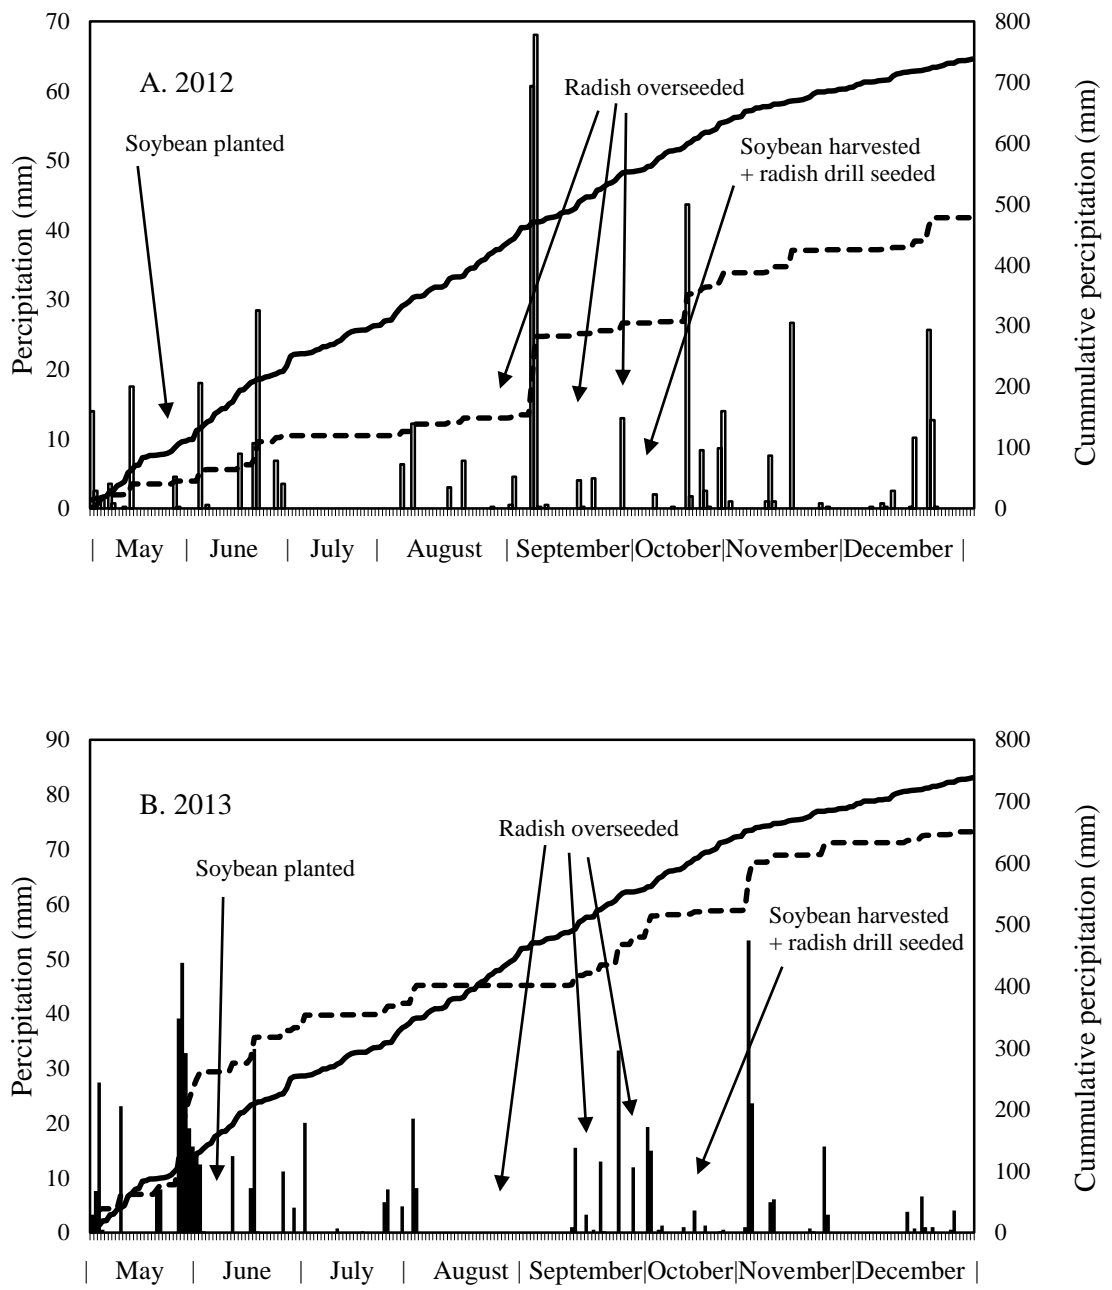 70
60
50
40
30
20
10
0
800
700
600
500
400
300
200
100
0
Percipitation (mm)
Cummulative percipitation (mm)
A. 2012
Radish overseeded
Soybean planted
Soybean harvested
+ radish drill seeded
| May | June | July | August | September|October|November|December |
90
80
70
60
50
40
30
20
10
0
800
700
600
500
400
300
200
100
0
Percipitation (mm)
Cummulative percipitation (mm)
B. 2013
Radish overseeded
Soybean planted
Soybean harvested
+ radish drill seeded
| May | June | July | August | September|October|November|December |